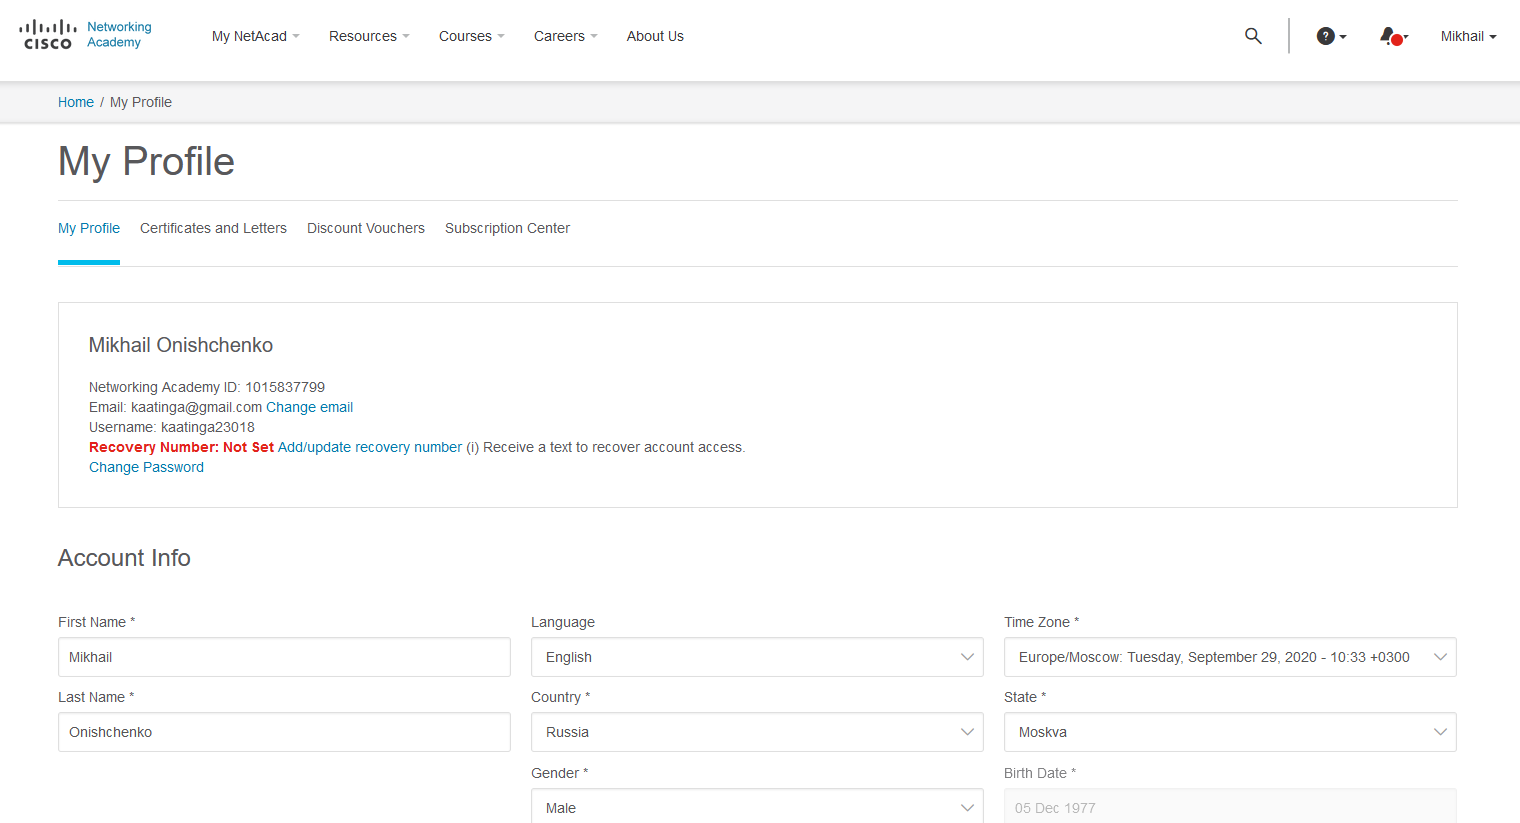 CISCO Networking Academy
My NetAcad Resources Courses Careers About Us ? Mikhail
Home / My Profile
My Profile
My Profile Certificates and Letters Discount Vouchers Subscription Center
Mikhail Onishchenko
Networking Academy ID: 1015837799
Email: kaatinga@gmail.com Change email
Username: kaatinga23018
Recovery Number: Not Set Add/update recovery number (i) Receive a text to recover account access.
Change Password
Account Info
First Name * Language Time Zone *
Mikhail English Europe/Moscow: Tuesday, September 29, 2020 - 10:33 +0300
Last Name * Country * State *
Onishchenko Russia Moskva
Gender * Birth Date *
Male 05 Dec 1977